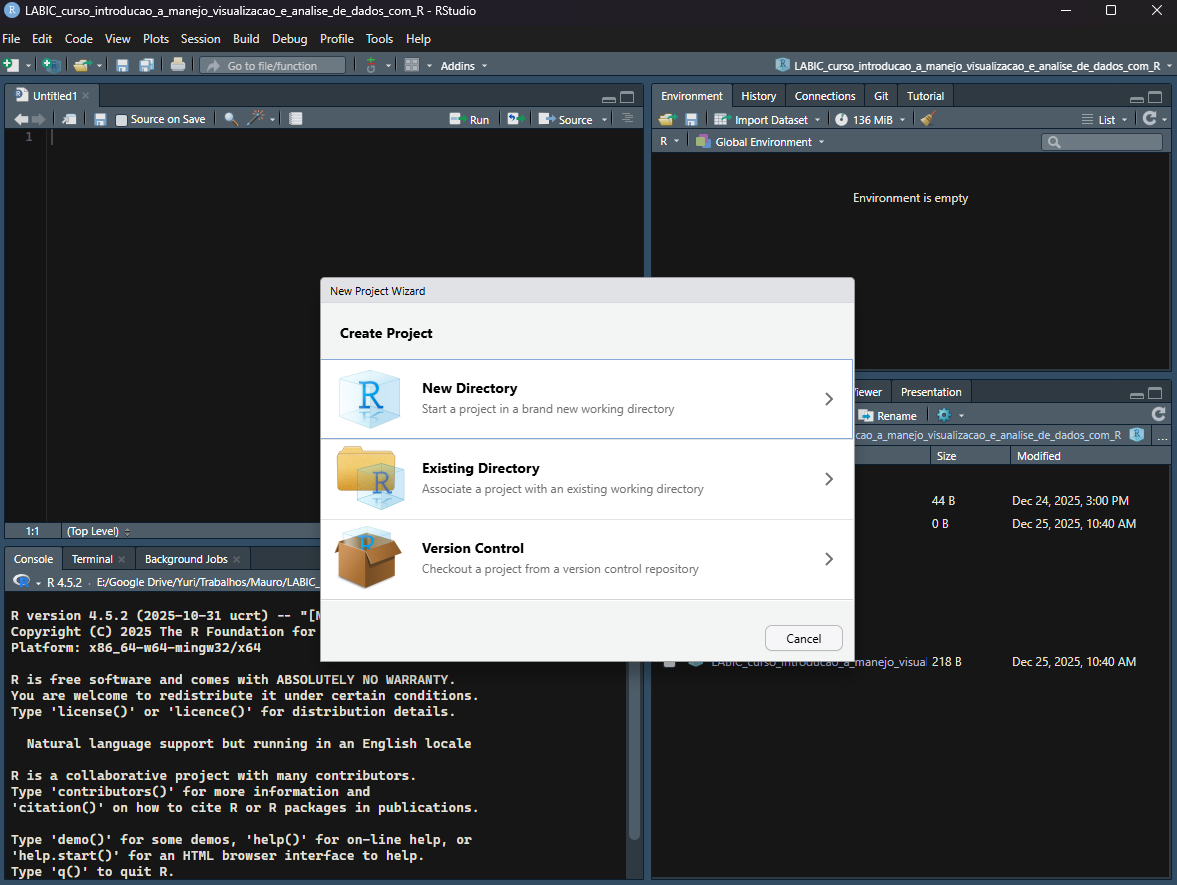 LABIC_curso_introducao_a_manejo_visualizacao_e_analise_de_dados_com_R - RStudio
File Edit Code View Plots Session Build Debug Profile Tools Help
Go to file/function Addins LABIC_curso_introducao_a_manejo_visualizacao_e_analise_de_dados_com_R
Untitled1
Source on Save Run Source
1
1:1 (Top Level)
Environment History Connections Git Tutorial
Import Dataset 136 MiB List
R Global Environment
Environment is empty
New Project Wizard
Create Project
New Directory
Start a project in a brand new working directory
Existing Directory
Associate a project with an existing working directory
Version Control
Checkout a project from a version control repository
Cancel
Viewer Presentation
Rename
cao_a_manejo_visualizacao_e_analise_de_dados_com_R ...
Size Modified
44 B Dec 24, 2025, 3:00 PM
0 B Dec 25, 2025, 10:40 AM
LABIC_curso_introducao_a_manejo_visual 218 B Dec 25, 2025, 10:40 AM
Console Terminal Background Jobs
R 4.5.2 · E:/Google Drive/Yuri/Trabalhos/Mauro/LABIC_
R version 4.5.2 (2025-10-31 ucrt) -- "[N
Copyright (C) 2025 The R Foundation for
Platform: x86_64-w64-mingw32/x64
R is free software and comes with ABSOLUTELY NO WARRANTY.
You are welcome to redistribute it under certain conditions.
Type 'license()' or 'licence()' for distribution details.
Natural language support but running in an English locale
R is a collaborative project with many contributors.
Type 'contributors()' for more information and
'citation()' on how to cite R or R packages in publications.
Type 'demo()' for some demos, 'help()' for on-line help, or
'help.start()' for an HTML browser interface to help.
Type 'q()' to quit R.